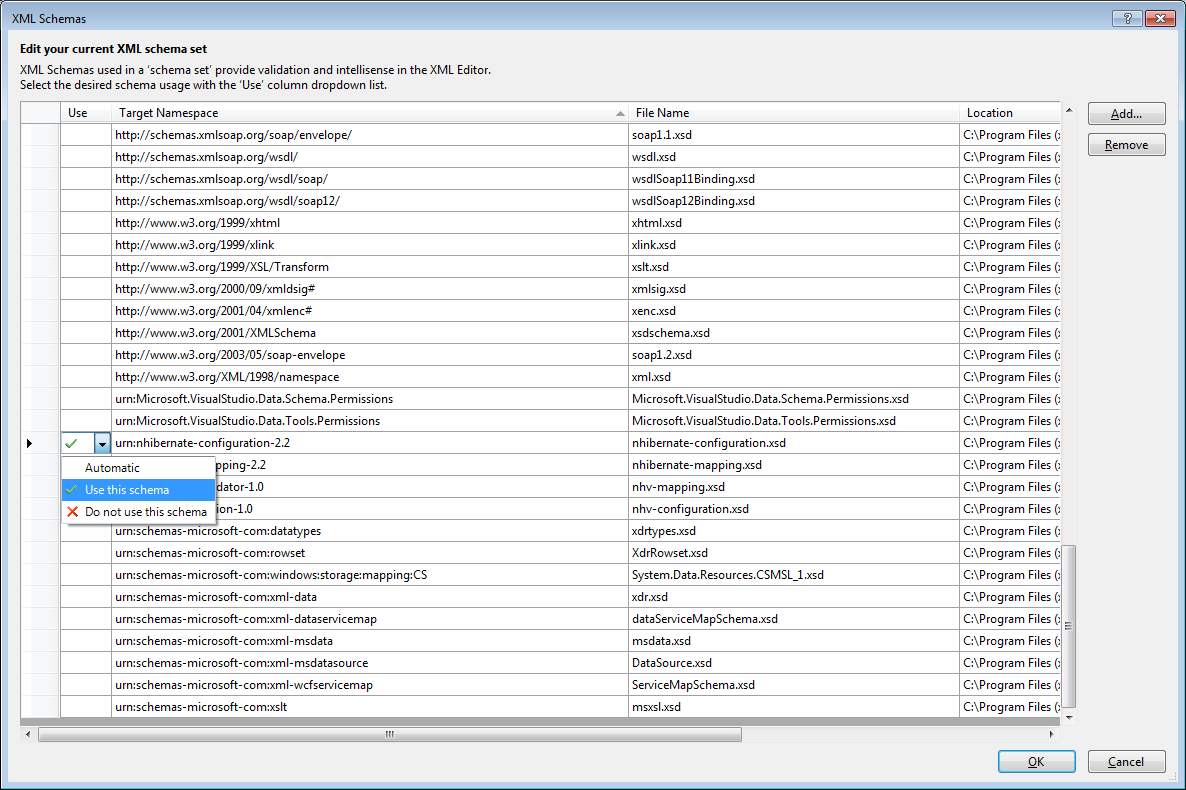 XML Schemas
Edit your current XML schema set
XML Schemas used in a 'schema set' provide validation and intellisense in the XML Editor.
Select the desired schema usage with the 'Use' column dropdown list.
Use Target Namespace File Name Location
Add...
Remove
http://schemas.xmlsoap.org/soap/envelope/ soap1.1.xsd C:\Program Files (
http://schemas.xmlsoap.org/wsdl/ wsdl.xsd C:\Program Files (
http://schemas.xmlsoap.org/wsdl/soap/ wsdlSoap11Binding.xsd C:\Program Files (
http://schemas.xmlsoap.org/wsdl/soap12/ wsdlSoap12Binding.xsd C:\Program Files (
http://www.w3.org/1999/xhtml xhtml.xsd C:\Program Files (
http://www.w3.org/1999/xlink xlink.xsd C:\Program Files (
http://www.w3.org/1999/XSL/Transform xslt.xsd C:\Program Files (
http://www.w3.org/2000/09/xmldsig# xmlsig.xsd C:\Program Files (
http://www.w3.org/2001/04/xmlenc# xenc.xsd C:\Program Files (
http://www.w3.org/2001/XMLSchema xsdschema.xsd C:\Program Files (
http://www.w3.org/2003/05/soap-envelope soap1.2.xsd C:\Program Files (
http://www.w3.org/XML/1998/namespace xml.xsd C:\Program Files (
urn:Microsoft.VisualStudio.Data.Schema.Permissions Microsoft.VisualStudio.Data.Schema.Permissions.xsd C:\Program Files (
urn:Microsoft.VisualStudio.Data.Tools.Permissions Microsoft.VisualStudio.Data.Tools.Permissions.xsd C:\Program Files (
urn:nhibernate-configuration-2.2 nhibernate-configuration.xsd C:\Program Files (
Automatic pping-2.2 nhibernate-mapping.xsd C:\Program Files (
Use this schema dator-1.0 nhv-mapping.xsd C:\Program Files (
Do not use this schema ion-1.0 nhv-configuration.xsd C:\Program Files (
urn:schemas-microsoft-com:datatypes xdrtypes.xsd C:\Program Files (
urn:schemas-microsoft-com:rowset XdrRowset.xsd C:\Program Files (
urn:schemas-microsoft-com:windows:storage:mapping:CS System.Data.Resources.CSMSL_1.xsd C:\Program Files (
urn:schemas-microsoft-com:xml-data xdr.xsd C:\Program Files (
urn:schemas-microsoft-com:xml-dataservicemap dataServiceMapSchema.xsd C:\Program Files (
urn:schemas-microsoft-com:xml-msdata msdata.xsd C:\Program Files (
urn:schemas-microsoft-com:xml-msdatasource DataSource.xsd C:\Program Files (
urn:schemas-microsoft-com:xml-wcfservicemap ServiceMapSchema.xsd C:\Program Files (
urn:schemas-microsoft-com:xslt msxsl.xsd C:\Program Files (
OK Cancel